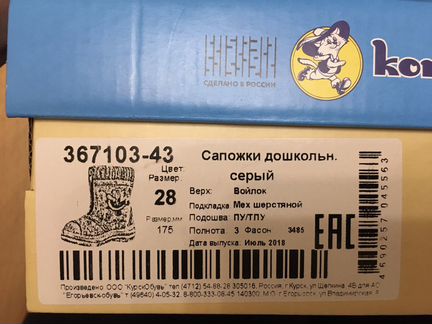 СДЕЛАНО В РОССИИ
кот
367103-43 Сапожки дошкольн.
Цвет: серый
Размер: 28
Верх: Войлок
Подкладка Мех шерстяной
Размер,мм 175
Подошва ПУ/ТПУ
Полнота 3 Фасон 3485
Дата выпуска: Июль 2018
EAC
4690257045563
Произведено: ООО "КурскОбувь" тел (4712) 54-88-28 305016, Россия, г.Курск, ул Щепкина, 4Б для АО
"Егорьевск-обувь" т (49640) 4-05-32, 8-800-333-08-45 140300, М.О. г.Егорьевск, ул Владимирская